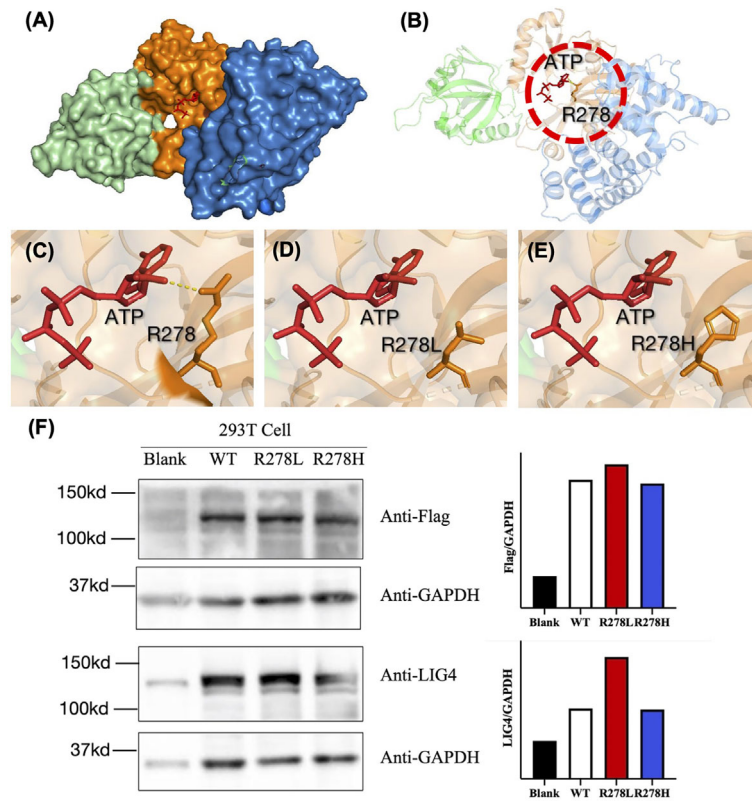 (A)
(B)
ATP
R278
(C)
ATP
R278
(D)
ATP
R278L
(E)
ATP
R278H
(F)
293T Cell
Blank WT R278L R278H
150kd
100kd
Anti-Flag
37kd
Anti-GAPDH
150kd
100kd
Anti-LIG4
37kd
Anti-GAPDH
Flag/GAPDH
Blank WT R278L R278H
LIG4/GAPDH
Blank WT R278L R278H